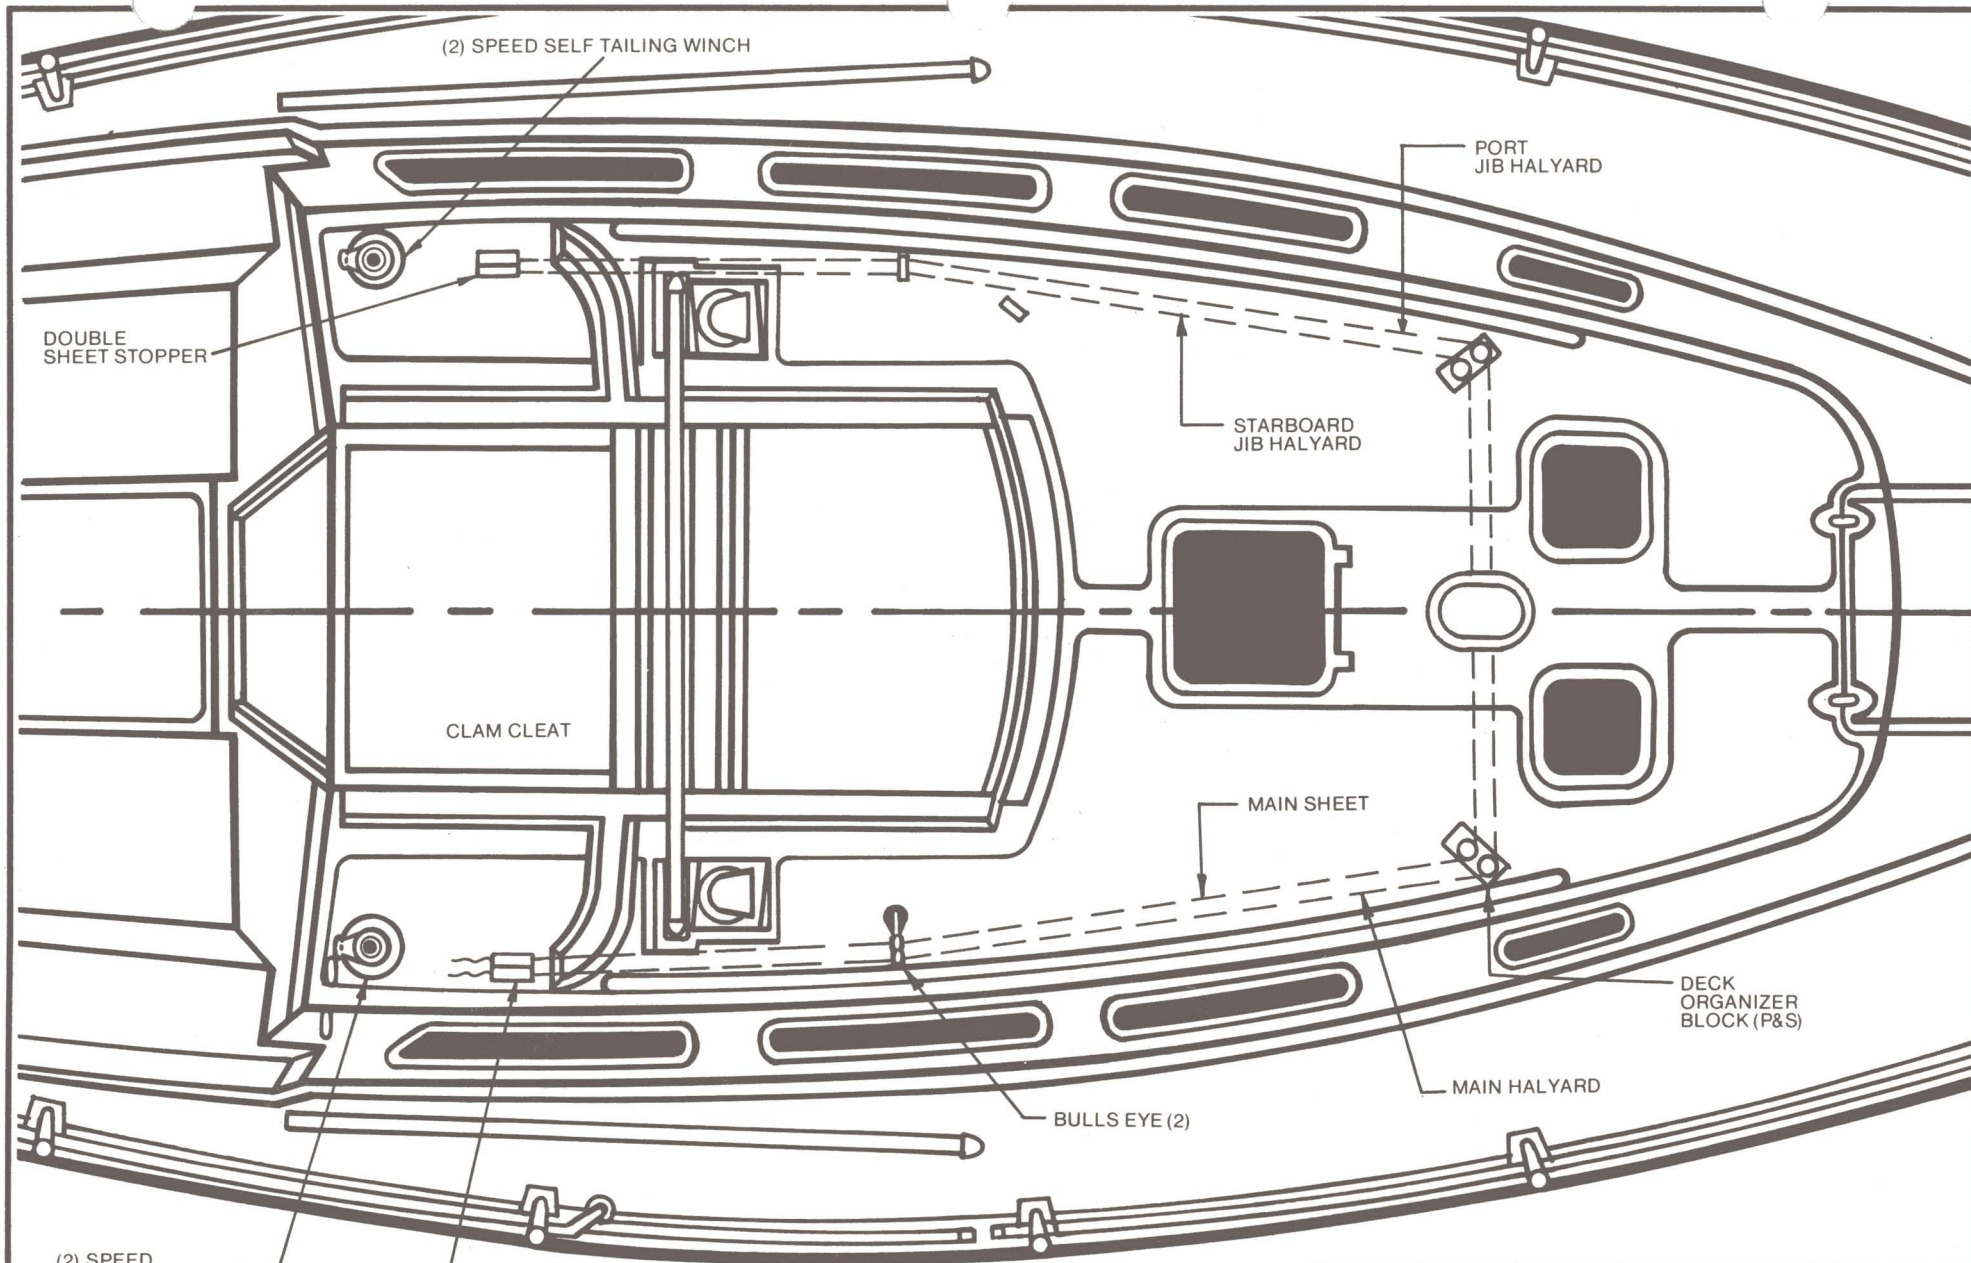 (2) SPEED SELF TAILING WINCH
PORT
JIB HALYARD
DOUBLE
SHEET STOPPER
STARBOARD
JIB HALYARD
CLAM CLEAT
MAIN SHEET
DECK
ORGANIZER
BLOCK (P&S)
MAIN HALYARD
BULLS EYE (2)
(2) SPEED